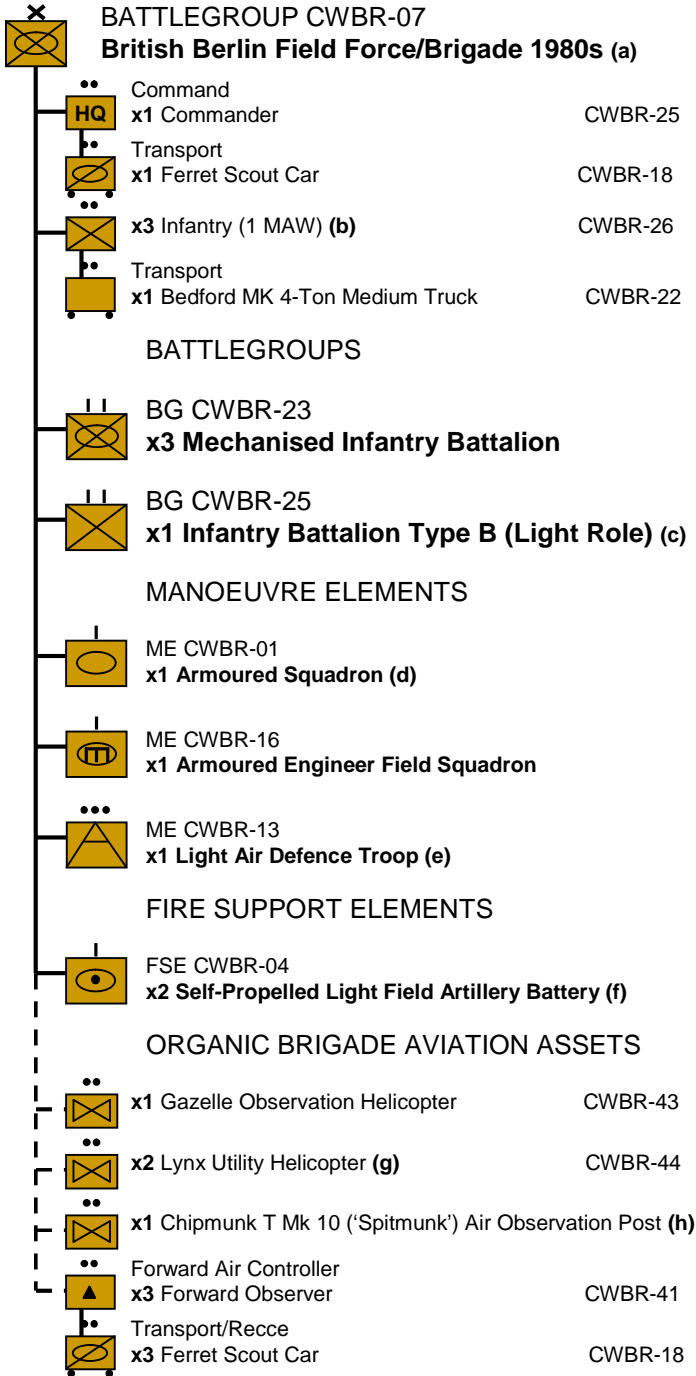 BATTLEGROUP CWBR-07
British Berlin Field Force/Brigade 1980s (a)
Command
HQ x1 Commander CWBR-25
Transport
x1 Ferret Scout Car CWBR-18
x3 Infantry (1 MAW) (b) CWBR-26
Transport
x1 Bedford MK 4-Ton Medium Truck CWBR-22
BATTLEGROUPS
BG CWBR-23
x3 Mechanised Infantry Battalion
BG CWBR-25
x1 Infantry Battalion Type B (Light Role) (c)
MANOEUVRE ELEMENTS
ME CWBR-01
x1 Armoured Squadron (d)
ME CWBR-16
x1 Armoured Engineer Field Squadron
ME CWBR-13
x1 Light Air Defence Troop (e)
FIRE SUPPORT ELEMENTS
FSE CWBR-04
x2 Self-Propelled Light Field Artillery Battery (f)
ORGANIC BRIGADE AVIATION ASSETS
x1 Gazelle Observation Helicopter CWBR-43
x2 Lynx Utility Helicopter (g) CWBR-44
x1 Chipmunk T Mk 10 (‘Spitmunk’) Air Observation Post (h)
Forward Air Controller
x3 Forward Observer CWBR-41
Transport/Recce
x3 Ferret Scout Car CWBR-18